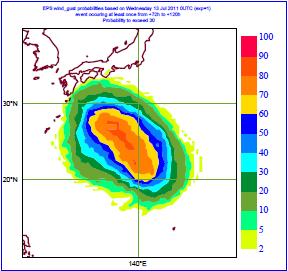 EPS wind_gust probabilities based on Wednesday 13 Jul 2011 0UTC (exp=1)
event occuring at least once from +72h to +120h
Probability to exceed 30
100
90
80
70
60
50
40
30
20
10
5
2
30°N
20°N
140°E